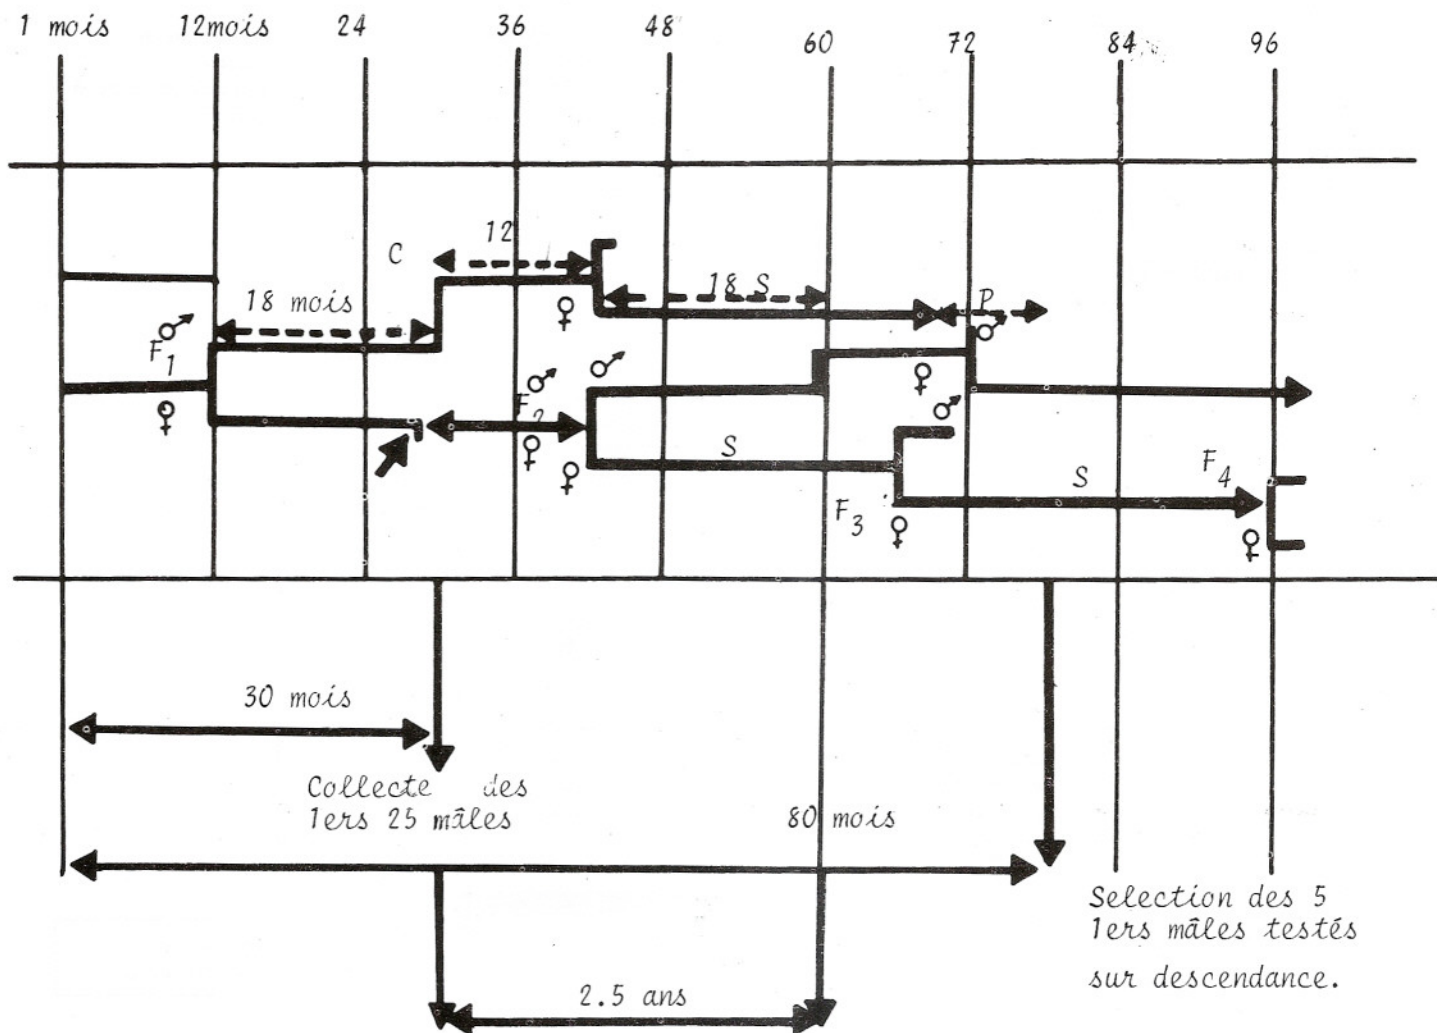 1 mois 12mois 24 36 48 60 72 84 96
C 12
18 mois 18 S P
♂ ♀ ♂
F1 ♂ ♂ ♀
♀ F2 ♂
♀ ♀ S F4
F3 S
♀ ♀
30 mois
Collecte des
1ers 25 mâles
80 mois
Selection des 5
1ers mâles testés
sur descendance.
2.5 ans